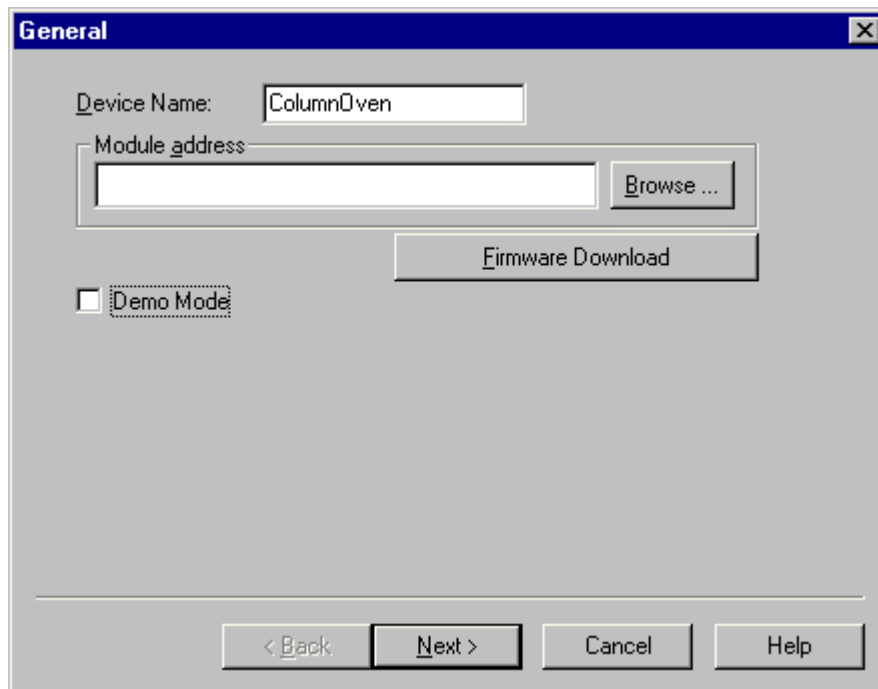 General
Device Name: ColumnOven
Module address
Browse ...
Firmware Download
Demo Mode
< Back Next > Cancel Help